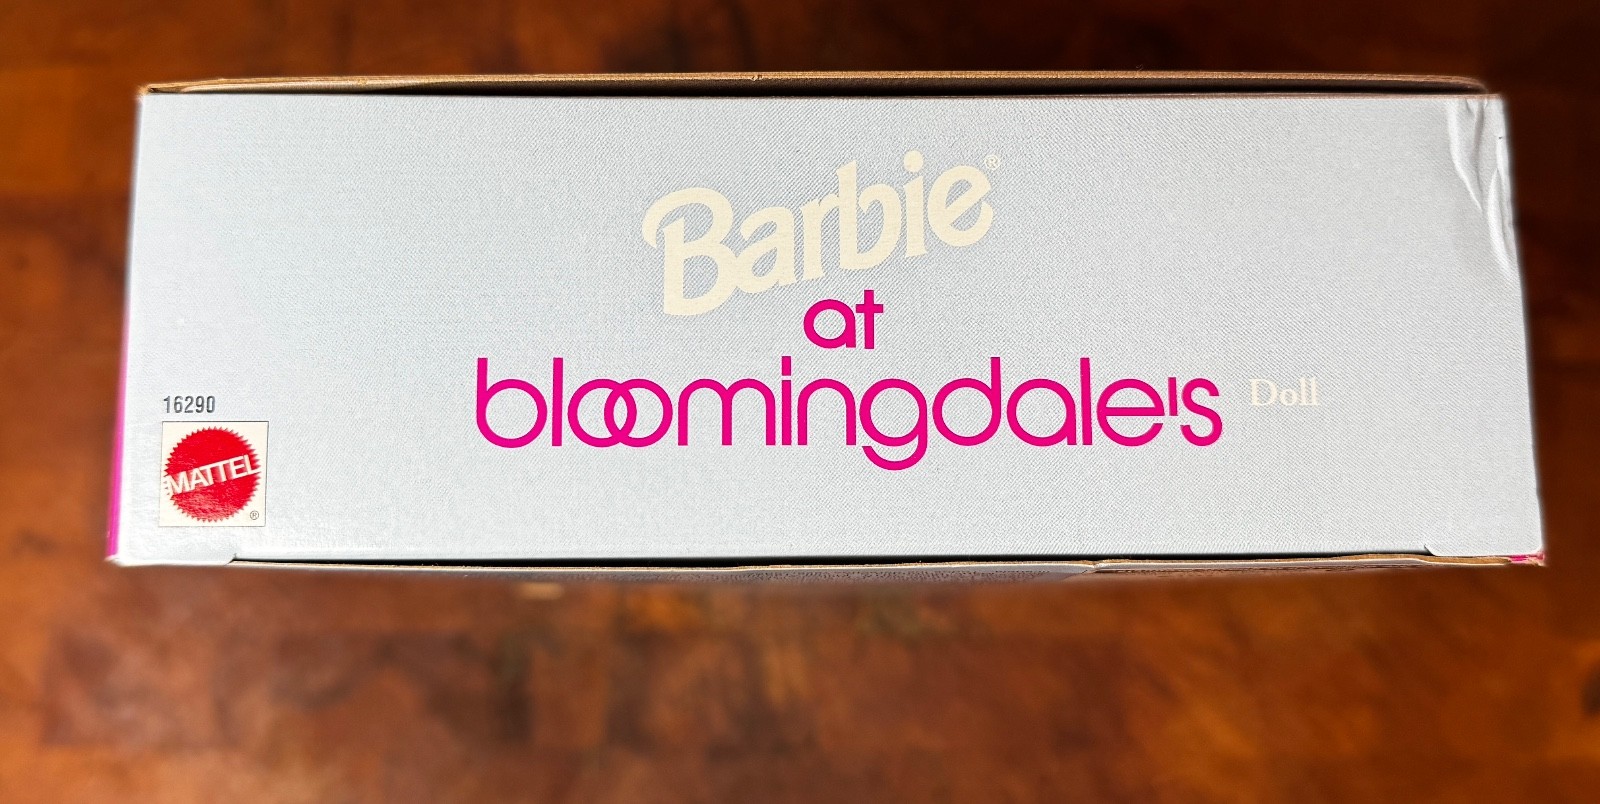 Barbie®
at
bloomingdale's Doll
16290
MATTEL
®